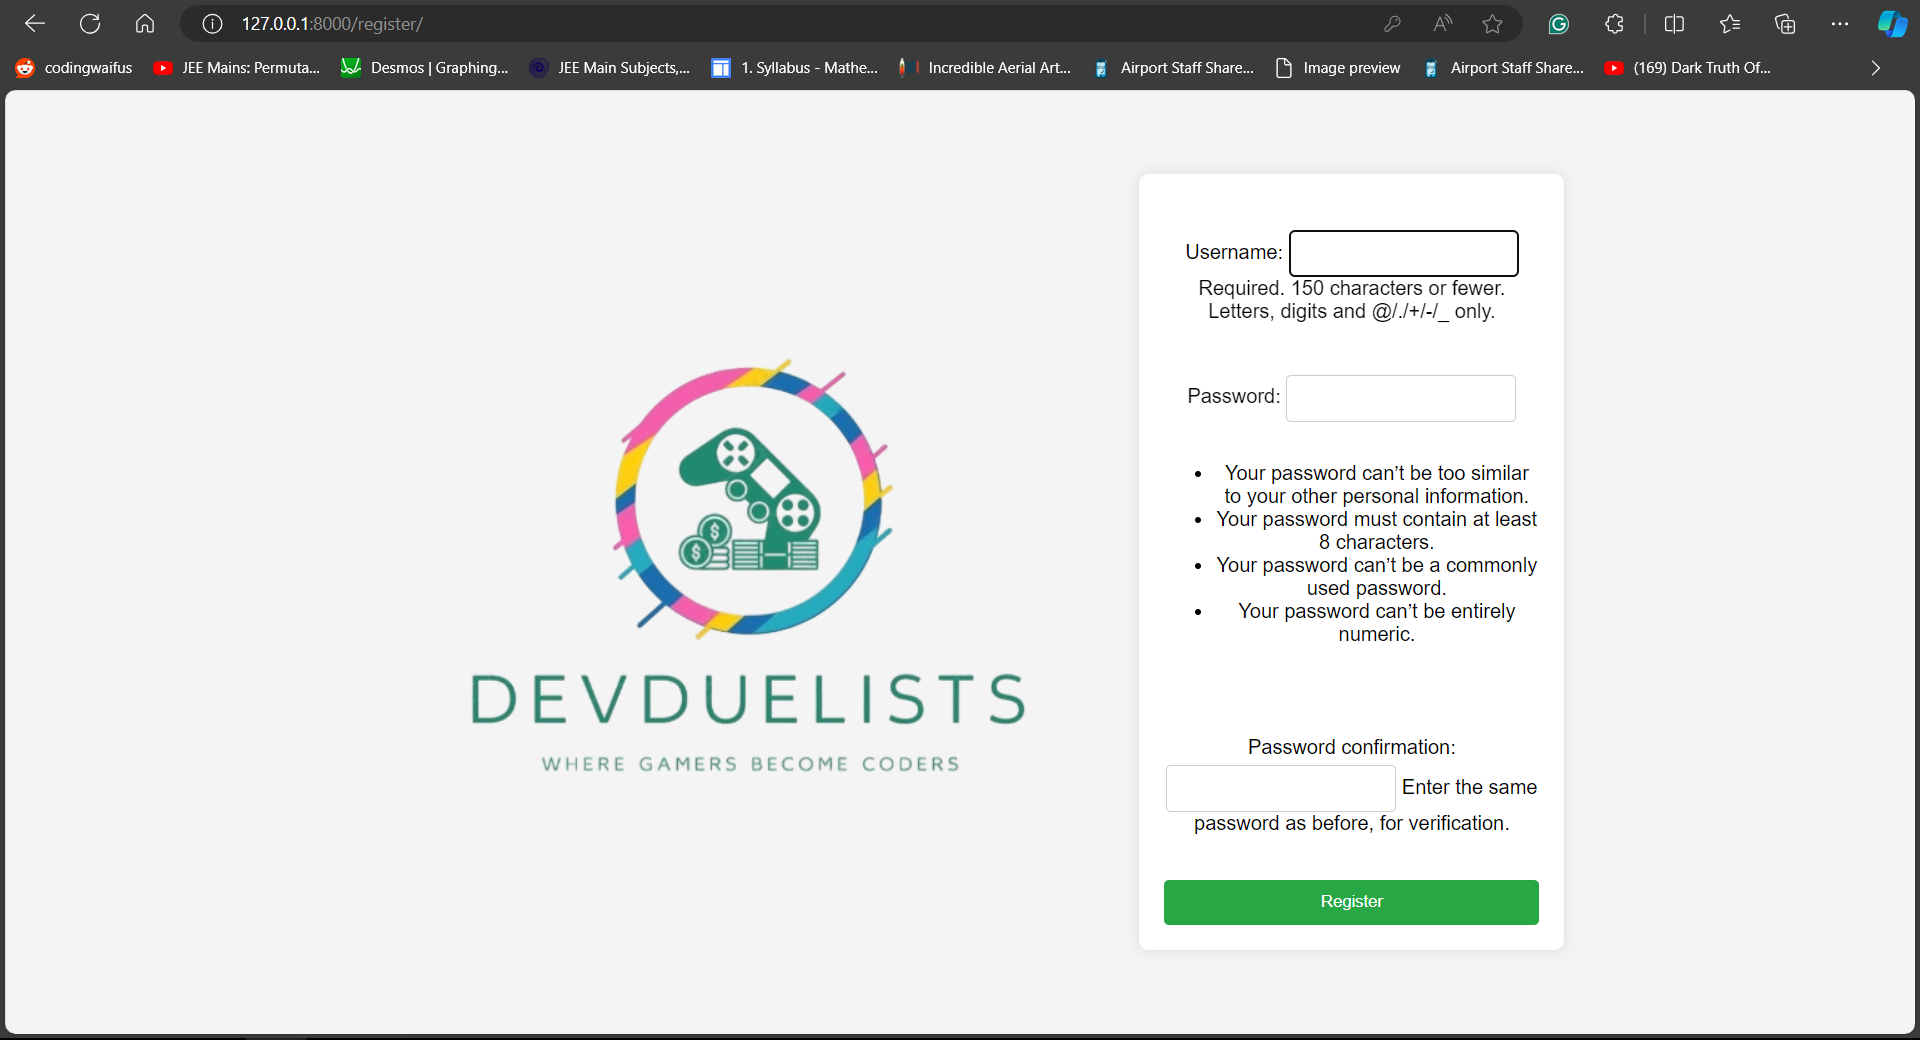 127.0.0.1:8000/register/
codingwaifus
JEE Mains: Permuta...
Desmos | Graphing...
JEE Main Subjects,...
1. Syllabus - Mathe...
Incredible Aerial Art...
Airport Staff Share...
Image preview
Airport Staff Share...
(169) Dark Truth Of...
DEVDUELISTS
WHERE GAMERS BECOME CODERS
Username:
Required. 150 characters or fewer.
Letters, digits and @/./+/-/_ only.
Password:
• Your password can’t be too similar
to your other personal information.
• Your password must contain at least
8 characters.
• Your password can’t be a commonly
used password.
• Your password can’t be entirely
numeric.
Password confirmation:
Enter the same
password as before, for verification.
Register